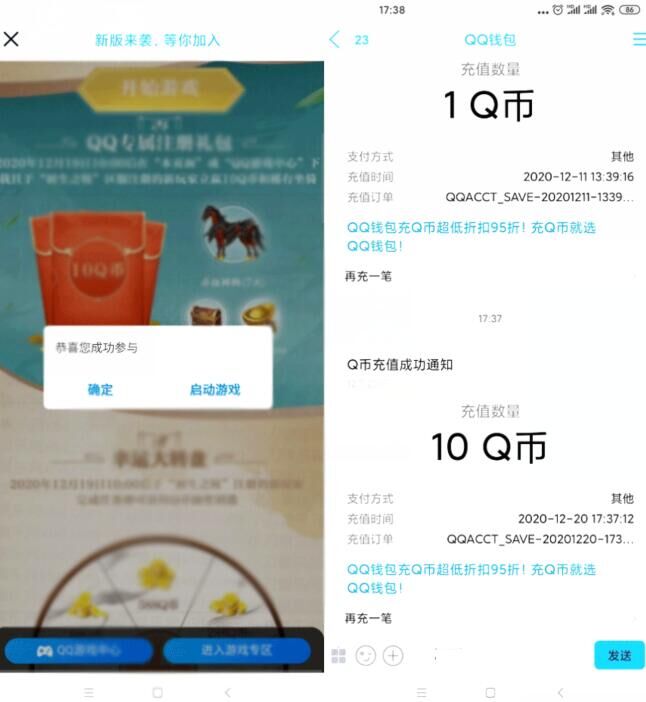 新版来袭，等你加入
开始游戏
QQ专属注册礼包
10Q币
恭喜您成功参与
确定
启动游戏
幸运大转盘
QQ游戏中心
进入游戏专区
17:38
86
23
QQ钱包
充值数量
1 Q币
支付方式 其他
充值时间 2020-12-11 13:39:16
充值订单 QQACCT_SAVE-20201211-1339...
QQ钱包充Q币超低折扣95折！充Q币就选
QQ钱包！
再充一笔
17:37
Q币充值成功通知
充值数量
10 Q币
支付方式 其他
充值时间 2020-12-20 17:37:12
充值订单 QQACCT_SAVE-20201220-173...
QQ钱包充Q币超低折扣95折！充Q币就选
QQ钱包！
再充一笔
发送